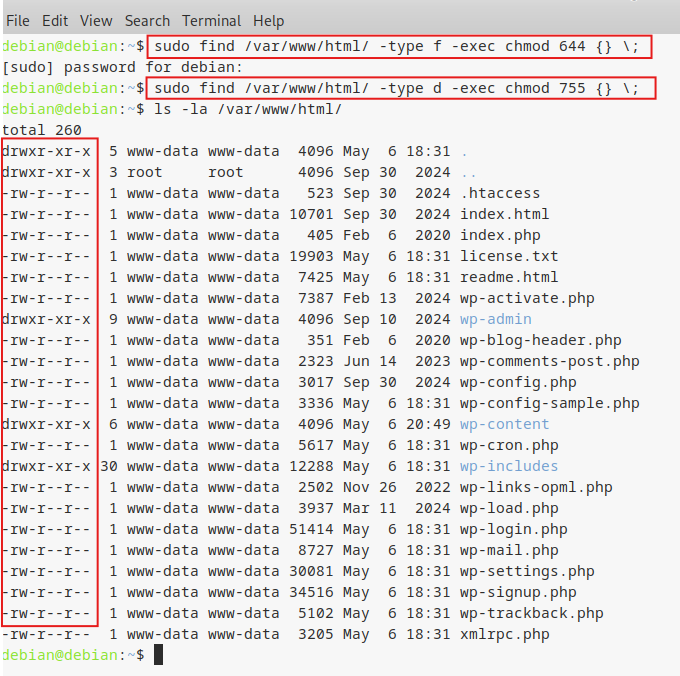 File Edit View Search Terminal Help
debian@debian:~$ sudo find /var/www/html/ -type f -exec chmod 644 {} \;
[sudo] password for debian:
debian@debian:~$ sudo find /var/www/html/ -type d -exec chmod 755 {} \;
debian@debian:~$ ls -la /var/www/html/
total 260
drwxr-xr-x  5 www-data www-data  4096 May  6 18:31 .
drwxr-xr-x  3 root     root      4096 Sep 30  2024 ..
-rw-r--r--  1 www-data www-data   523 Sep 30  2024 .htaccess
-rw-r--r--  1 www-data www-data 10701 Sep 30  2024 index.html
-rw-r--r--  1 www-data www-data   405 Feb  6  2020 index.php
-rw-r--r--  1 www-data www-data 19903 May  6 18:31 license.txt
-rw-r--r--  1 www-data www-data  7425 May  6 18:31 readme.html
-rw-r--r--  1 www-data www-data  7387 Feb 13  2024 wp-activate.php
drwxr-xr-x  9 www-data www-data  4096 Sep 10  2024 wp-admin
-rw-r--r--  1 www-data www-data   351 Feb  6  2020 wp-blog-header.php
-rw-r--r--  1 www-data www-data  2323 Jun 14  2023 wp-comments-post.php
-rw-r--r--  1 www-data www-data  3017 Sep 30  2024 wp-config.php
-rw-r--r--  1 www-data www-data  3336 May  6 18:31 wp-config-sample.php
drwxr-xr-x  6 www-data www-data  4096 May  6 20:49 wp-content
-rw-r--r--  1 www-data www-data  5617 May  6 18:31 wp-cron.php
drwxr-xr-x 30 www-data www-data 12288 May  6 18:31 wp-includes
-rw-r--r--  1 www-data www-data  2502 Nov 26  2022 wp-links-opml.php
-rw-r--r--  1 www-data www-data  3937 Mar 11  2024 wp-load.php
-rw-r--r--  1 www-data www-data 51414 May  6 18:31 wp-login.php
-rw-r--r--  1 www-data www-data  8727 May  6 18:31 wp-mail.php
-rw-r--r--  1 www-data www-data 30081 May  6 18:31 wp-settings.php
-rw-r--r--  1 www-data www-data 34516 May  6 18:31 wp-signup.php
-rw-r--r--  1 www-data www-data  5102 May  6 18:31 wp-trackback.php
-rw-r--r--  1 www-data www-data  3205 May  6 18:31 xmlrpc.php
debian@debian:~$